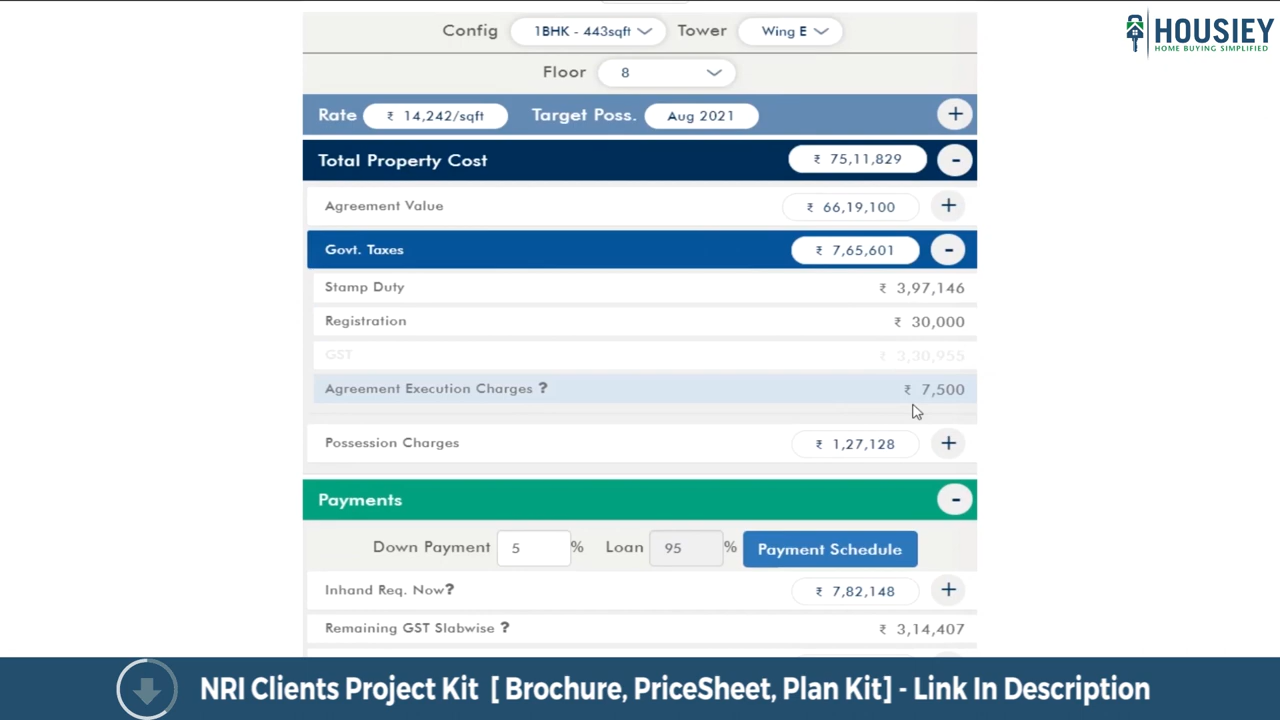 HOUSIEY
HOME BUYING SIMPLIFIED
Config 1BHK - 443sqft Tower Wing E
Floor 8
Rate ₹ 14,242/sqft Target Poss. Aug 2021 +
Total Property Cost ₹ 75,11,829 -
Agreement Value ₹ 66,19,100 +
Govt. Taxes ₹ 7,65,601 -
Stamp Duty ₹ 3,97,146
Registration ₹ 30,000
GST ₹ 3,30,955
Agreement Execution Charges ? ₹ 7,500
Possession Charges ₹ 1,27,128 +
Payments -
Down Payment 5 % Loan 95 % Payment Schedule
Inhand Req. Now? ₹ 7,82,148 +
Remaining GST Slabwise ? ₹ 3,14,407
NRI Clients Project Kit [ Brochure, PriceSheet, Plan Kit] - Link In Description